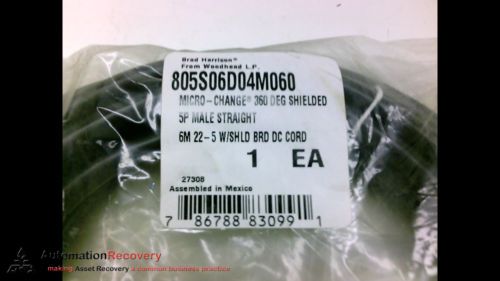 Brad Harrison®
From Woodhead L.P.
805S06D04M060
MICRO-CHANGE® 360 DEG SHIELDED
5P MALE STRAIGHT
6M 22-5 W/SHLD BRD DC CORD
1 EA
27308
Assembled in Mexico
7 86788 83099 1
AutomationRecovery
making Asset Recovery a common business practice